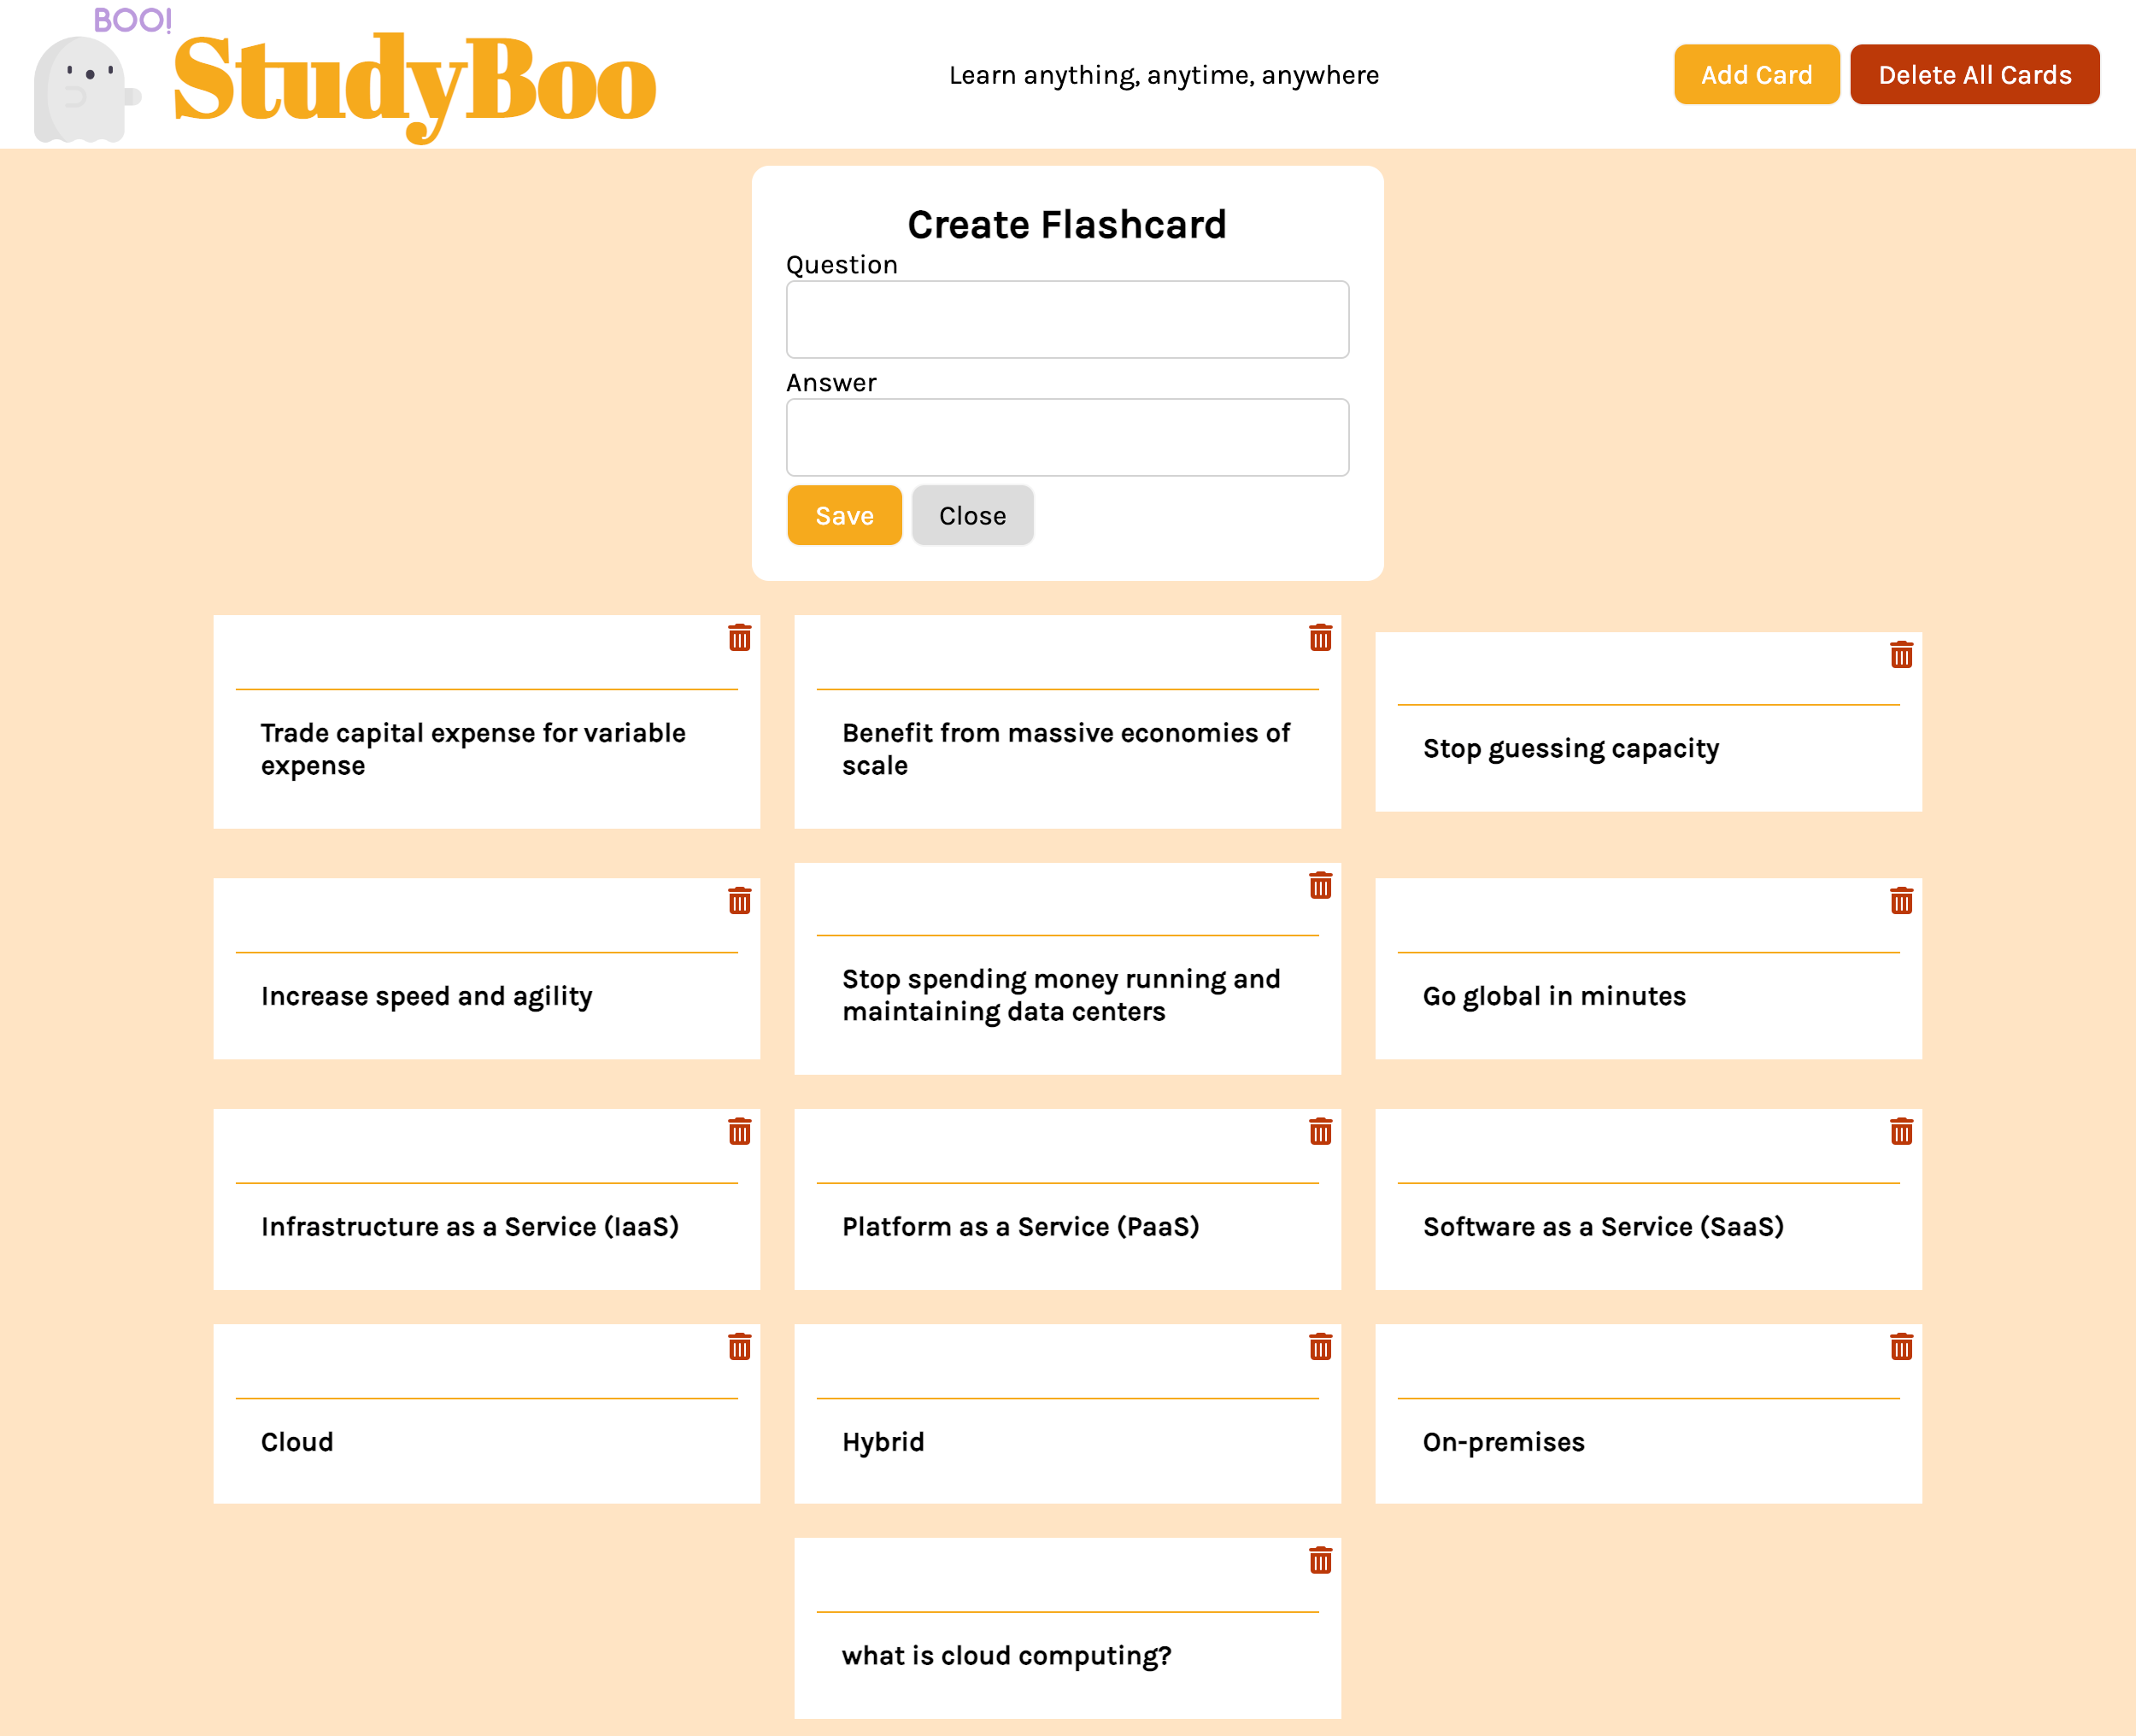 BOO!
StudyBoo
Learn anything, anytime, anywhere
Add Card
Delete All Cards
Create Flashcard
Question
Answer
Save
Close
Trade capital expense for variable
expense
Benefit from massive economies of
scale
Stop guessing capacity
Increase speed and agility
Stop spending money running and
maintaining data centers
Go global in minutes
Infrastructure as a Service (IaaS)
Platform as a Service (PaaS)
Software as a Service (SaaS)
Cloud
Hybrid
On-premises
what is cloud computing?